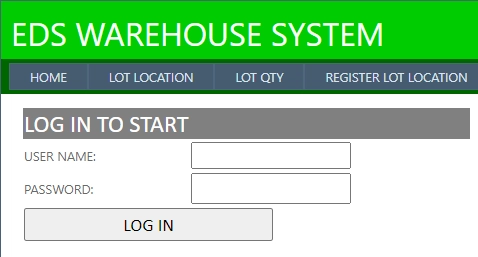 EDS WAREHOUSE SYSTEM
HOME LOT LOCATION LOT QTY REGISTER LOT LOCATION
LOG IN TO START
USER NAME:
PASSWORD:
LOG IN